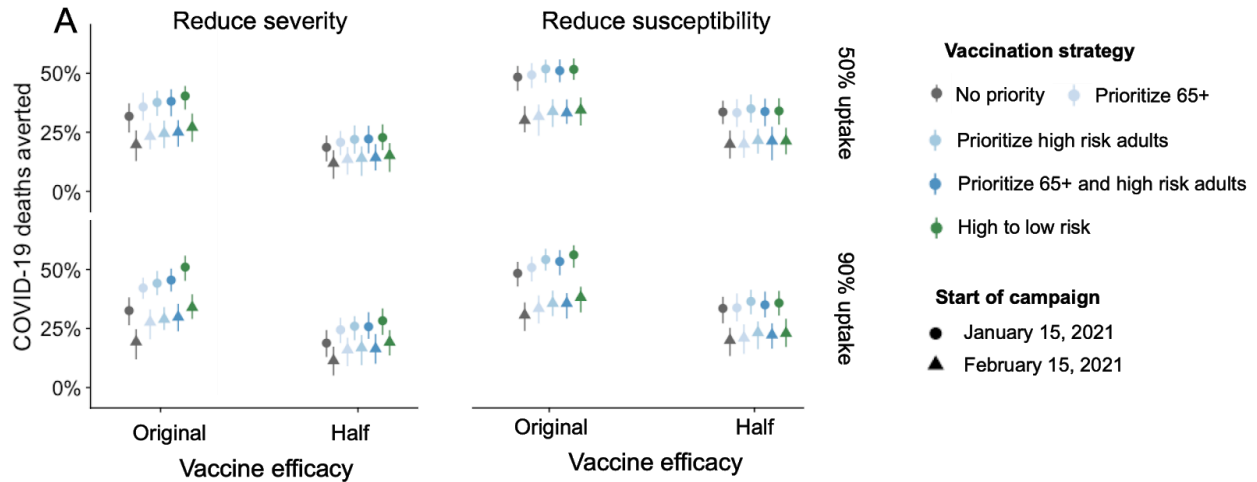 A
Reduce severity
Reduce susceptibility
COVID-19 deaths averted
50%
25%
0%
50% uptake
50%
25%
0%
90% uptake
Original
Half
Original
Half
Vaccine efficacy
Vaccine efficacy
Vaccination strategy
No priority
Prioritize 65+
Prioritize high risk adults
Prioritize 65+ and high risk adults
High to low risk
Start of campaign
January 15, 2021
February 15, 2021